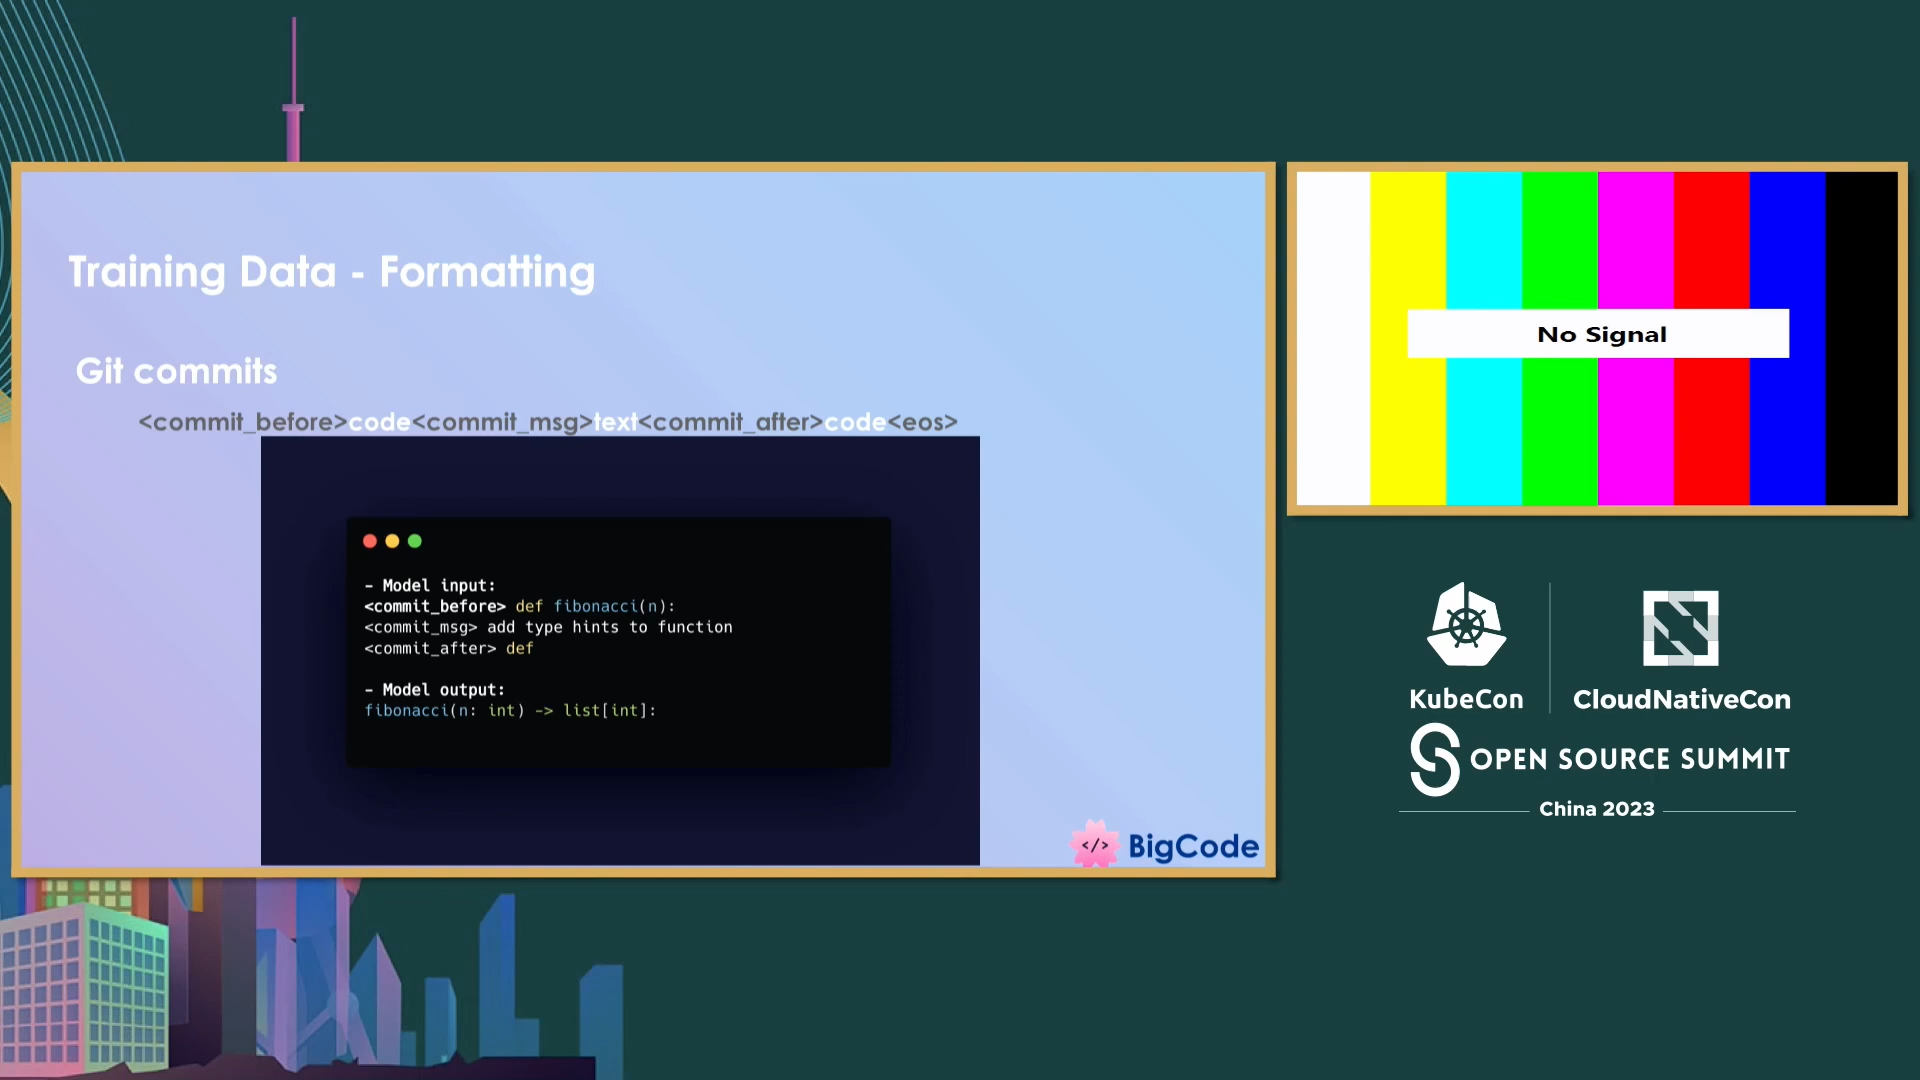 Training Data - Formatting
Git commits
<commit_before>code<commit_msg>text<commit_after>code<eos>
- Model input:
<commit_before> def fibonacci(n):
<commit_msg> add type hints to function
<commit_after> def
- Model output:
fibonacci(n: int) -> list[int]:
</> BigCode
No Signal
KubeCon
CloudNativeCon
OPEN SOURCE SUMMIT
China 2023